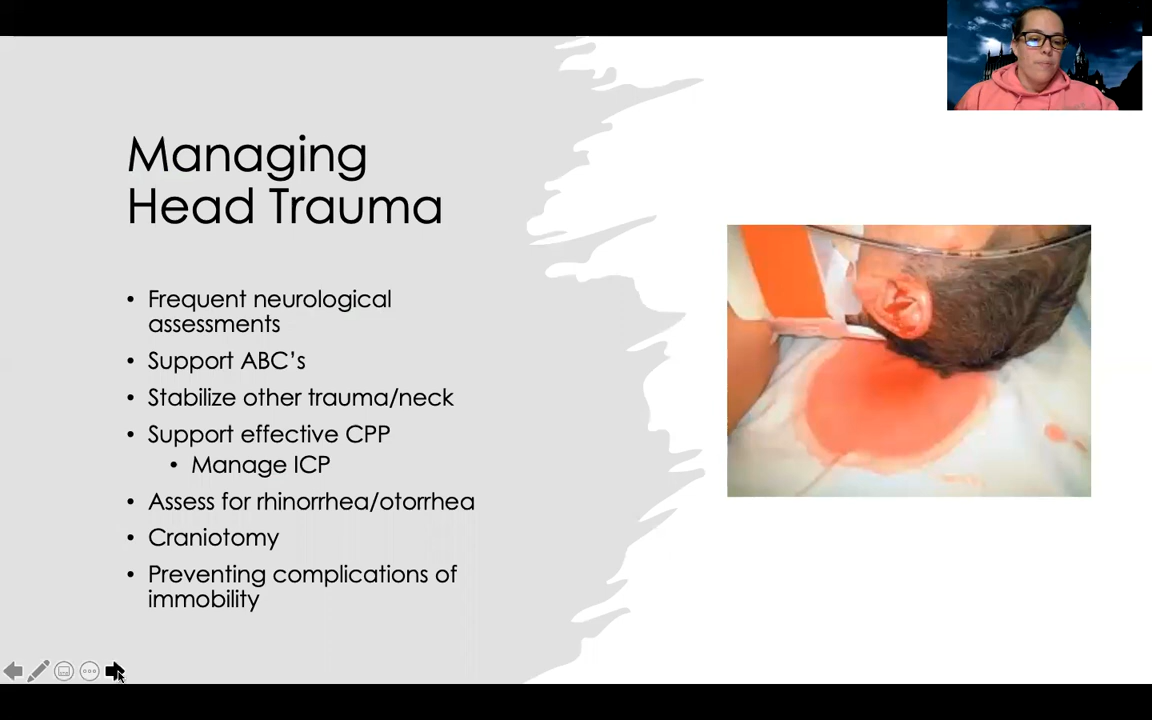 Managing
Head Trauma
• Frequent neurological
assessments
• Support ABC's
• Stabilize other trauma/neck
• Support effective CPP
• Manage ICP
• Assess for rhinorrhea/otorrhea
• Craniotomy
• Preventing complications of
immobility